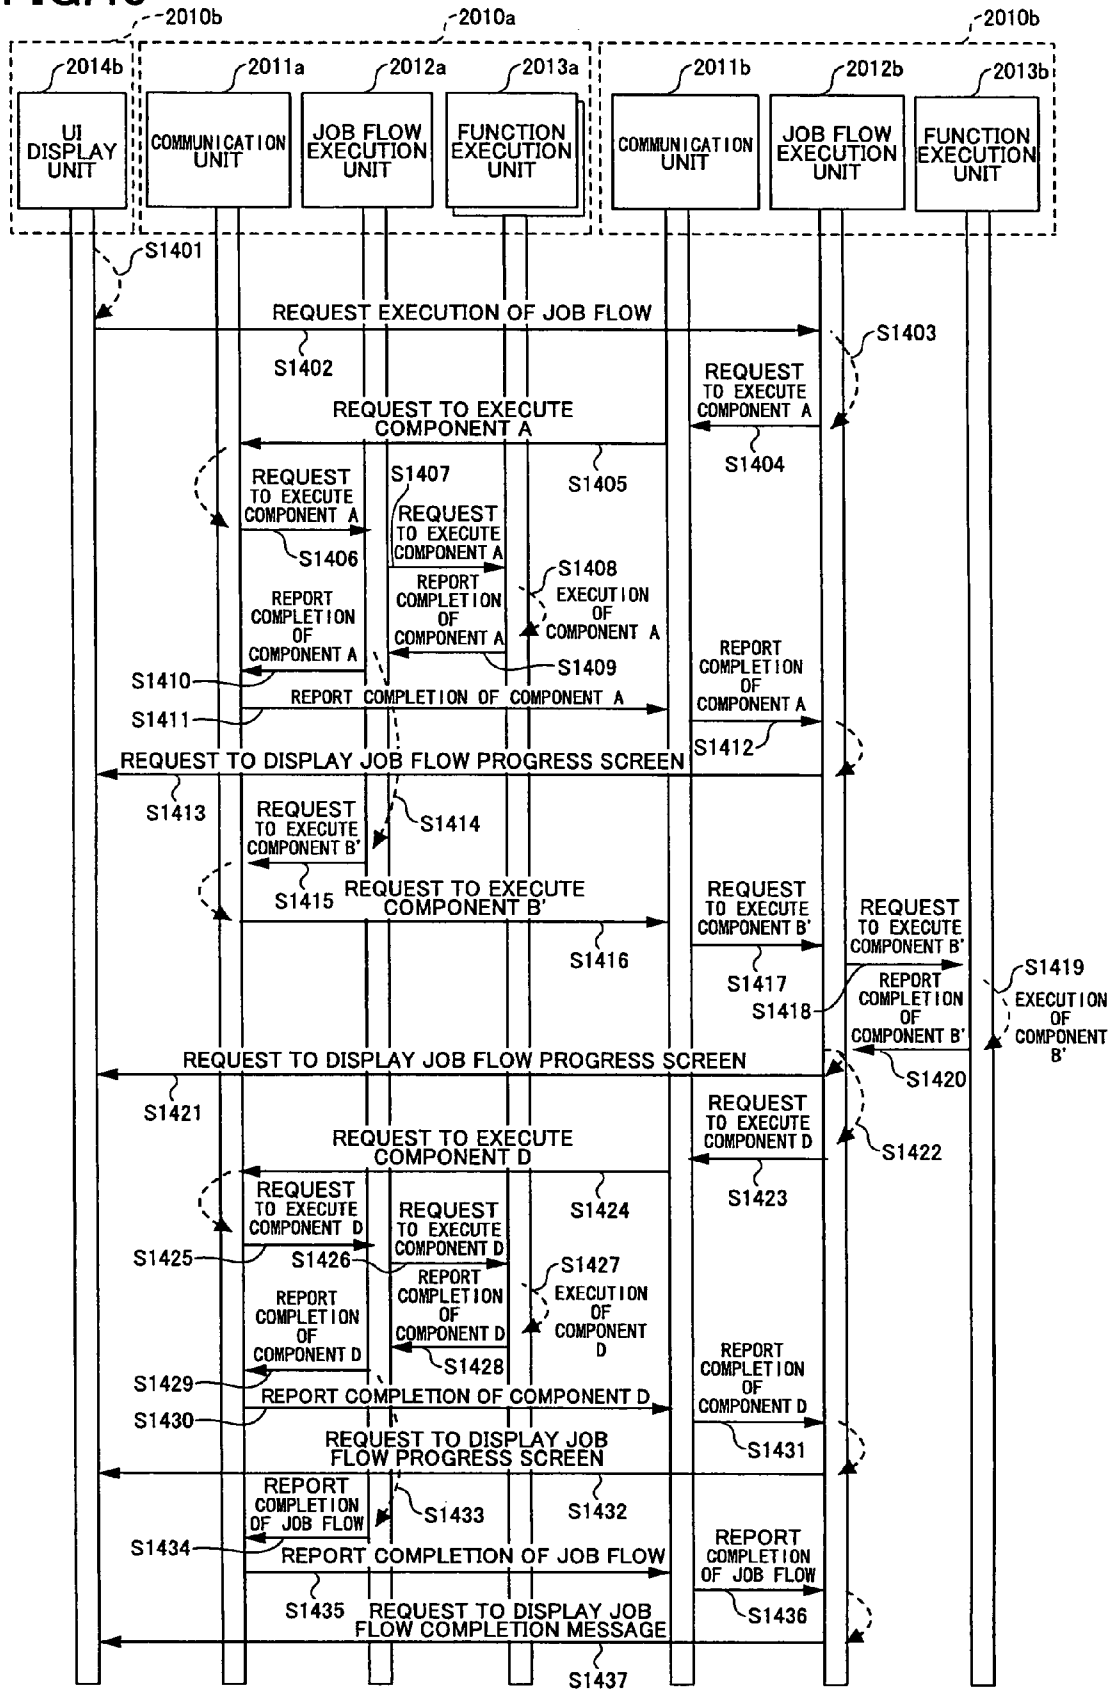 2010b
2010a
2010b
2014b
2011a
2012a
2013a
2011b
2012b
2013b
UI
DISPLAY
UNIT
COMMUNICATION
UNIT
JOB FLOW
EXECUTION
UNIT
FUNCTION
EXECUTION
UNIT
COMMUNICATION
UNIT
JOB FLOW
EXECUTION
UNIT
FUNCTION
EXECUTION
UNIT
S1401
REQUEST EXECUTION OF JOB FLOW
S1402
S1403
REQUEST
TO EXECUTE
COMPONENT A
S1404
REQUEST TO EXECUTE
COMPONENT A
S1405
REQUEST
TO EXECUTE
COMPONENT A
S1406
S1407
REQUEST
TO EXECUTE
COMPONENT A
S1408
EXECUTION
OF
COMPONENT A
REPORT
COMPLETION
OF
COMPONENT A
S1409
REPORT
COMPLETION
OF
COMPONENT A
S1410
REPORT COMPLETION OF COMPONENT A
S1411
REPORT
COMPLETION
OF
COMPONENT A
S1412
REQUEST TO DISPLAY JOB FLOW PROGRESS SCREEN
S1413
S1414
REQUEST
TO EXECUTE
COMPONENT B'
S1415
REQUEST TO EXECUTE
COMPONENT B'
S1416
REQUEST
TO EXECUTE
COMPONENT B'
S1417
REQUEST
TO EXECUTE
COMPONENT B'
S1418
S1419
EXECUTION
OF
COMPONENT
B'
REPORT
COMPLETION
OF
COMPONENT B'
S1420
REQUEST TO DISPLAY JOB FLOW PROGRESS SCREEN
S1421
S1422
REQUEST
TO EXECUTE
COMPONENT D
S1423
REQUEST TO EXECUTE
COMPONENT D
S1424
REQUEST
TO EXECUTE
COMPONENT D
S1425
REQUEST
TO EXECUTE
COMPONENT D
S1426
S1427
EXECUTION
OF
COMPONENT
D
REPORT
COMPLETION
OF
COMPONENT D
S1428
REPORT
COMPLETION
OF
COMPONENT D
S1429
REPORT COMPLETION OF COMPONENT D
S1430
REPORT
COMPLETION
OF
COMPONENT D
S1431
REQUEST TO DISPLAY JOB
FLOW PROGRESS SCREEN
S1432
S1433
REPORT
COMPLETION
OF JOB FLOW
S1434
REPORT COMPLETION OF JOB FLOW
S1435
REPORT
COMPLETION
OF JOB FLOW
S1436
REQUEST TO DISPLAY JOB
FLOW COMPLETION MESSAGE
S1437